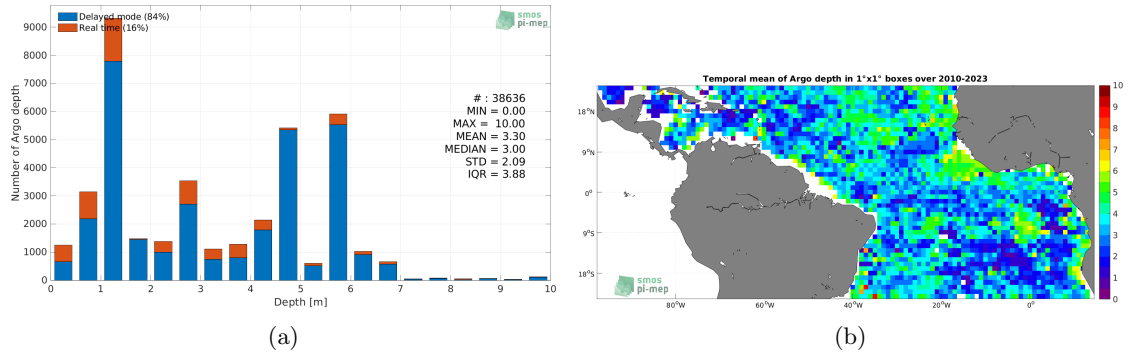 Delayed mode (84%)
Real time (16%)
smos
pi-mep
9000
8000
7000
6000
5000
4000
3000
2000
1000
0
Number of Argo depth
# : 38636
MIN = 0.00
MAX = 10.00
MEAN = 3.30
MEDIAN = 3.00
STD = 2.09
IQR = 3.88
0 1 2 3 4 5 6 7 8 9 10
Depth [m]
(a)
Temporal mean of Argo depth in 1°x1° boxes over 2010-2023
18°N
9°N
0°
9°S
18°S
80°W 60°W 40°W 20°W 0°
smos
pi-mep
10
9
8
7
6
5
4
3
2
1
0
(b)